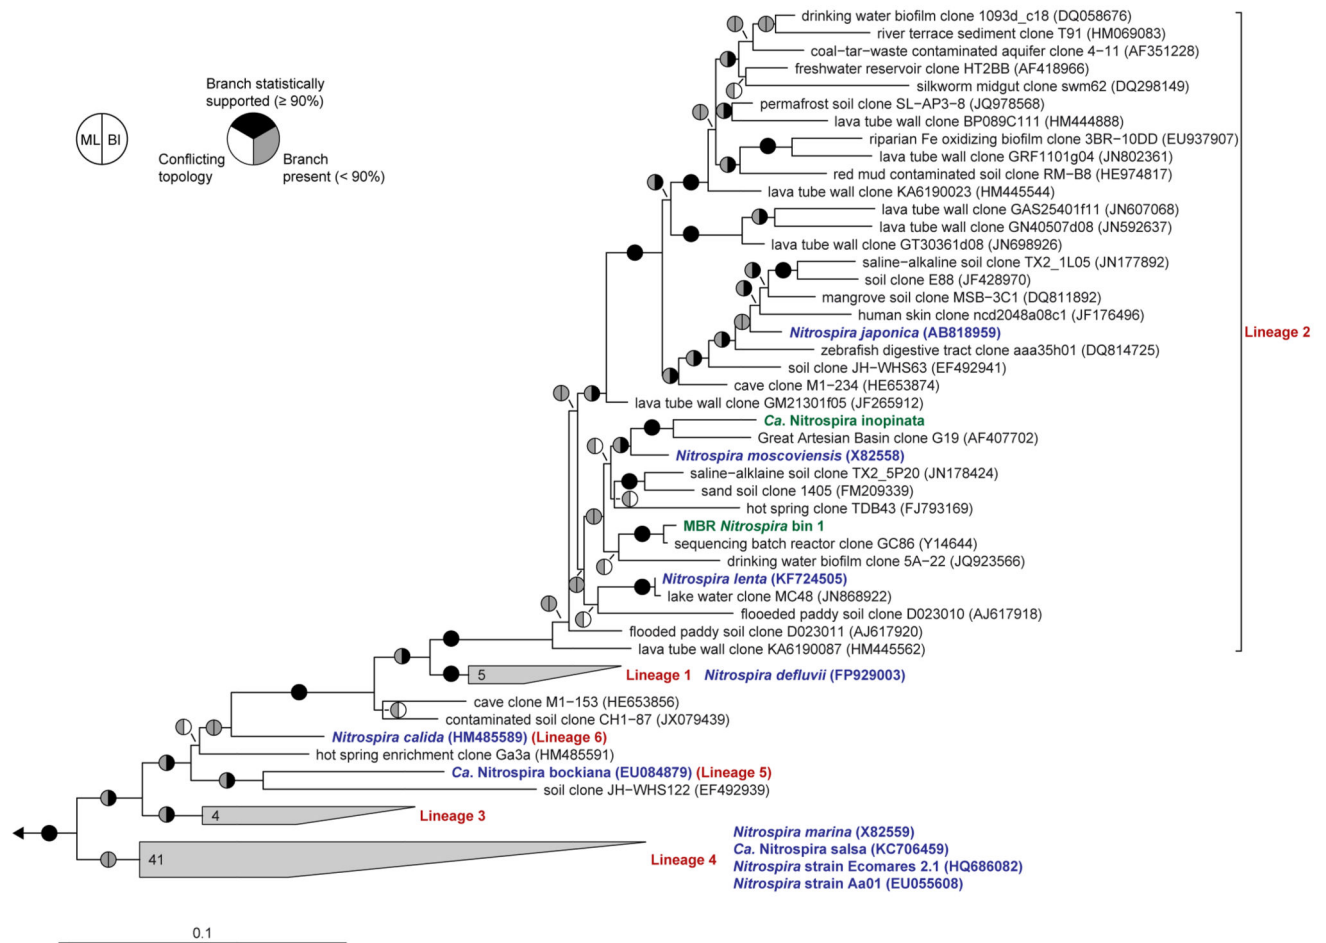 Branch statistically
supported (≥ 90%)
ML BI
Conflicting
topology
Branch
present (< 90%)
drinking water biofilm clone 1093d_c18 (DQ058676)
river terrace sediment clone T91 (HM069083)
coal−tar−waste contaminated aquifer clone 4−11 (AF351228)
freshwater reservoir clone HT2BB (AF418966)
silkworm midgut clone swm62 (DQ298149)
permafrost soil clone SL−AP3−8 (JQ978568)
lava tube wall clone BP089C111 (HM444888)
riparian Fe oxidizing biofilm clone 3BR−10DD (EU937907)
lava tube wall clone GRF1101g04 (JN802361)
red mud contaminated soil clone RM−B8 (HE974817)
lava tube wall clone KA6190023 (HM445544)
lava tube wall clone GAS25401f11 (JN607068)
lava tube wall clone GN40507d08 (JN592637)
lava tube wall clone GT30361d08 (JN698926)
saline−alkaline soil clone TX2_1L05 (JN177892)
soil clone E88 (JF428970)
mangrove soil clone MSB−3C1 (DQ811892)
human skin clone ncd2048a08c1 (JF176496)
Nitrospira japonica (AB818959)
Lineage 2
zebrafish digestive tract clone aaa35h01 (DQ814725)
soil clone JH−WHS63 (EF492941)
cave clone M1−234 (HE653874)
lava tube wall clone GM21301f05 (JF265912)
Ca. Nitrospira inopinata
Great Artesian Basin clone G19 (AF407702)
Nitrospira moscoviensis (X82558)
saline−alklaine soil clone TX2_5P20 (JN178424)
sand soil clone 1405 (FM209339)
hot spring clone TDB43 (FJ793169)
MBR Nitrospira bin 1
sequencing batch reactor clone GC86 (Y14644)
drinking water biofilm clone 5A−22 (JQ923566)
Nitrospira lenta (KF724505)
lake water clone MC48 (JN868922)
flooeded paddy soil clone D023010 (AJ617918)
flooded paddy soil clone D023011 (AJ617920)
lava tube wall clone KA6190087 (HM445562)
5 Lineage 1 Nitrospira defluvii (FP929003)
cave clone M1−153 (HE653856)
contaminated soil clone CH1−87 (JX079439)
Nitrospira calida (HM485589) (Lineage 6)
hot spring enrichment clone Ga3a (HM485591)
Ca. Nitrospira bockiana (EU084879) (Lineage 5)
soil clone JH−WHS122 (EF492939)
4 Lineage 3
41 Lineage 4
Nitrospira marina (X82559)
Ca. Nitrospira salsa (KC706459)
Nitrospira strain Ecomares 2.1 (HQ686082)
Nitrospira strain Aa01 (EU055608)
0.1